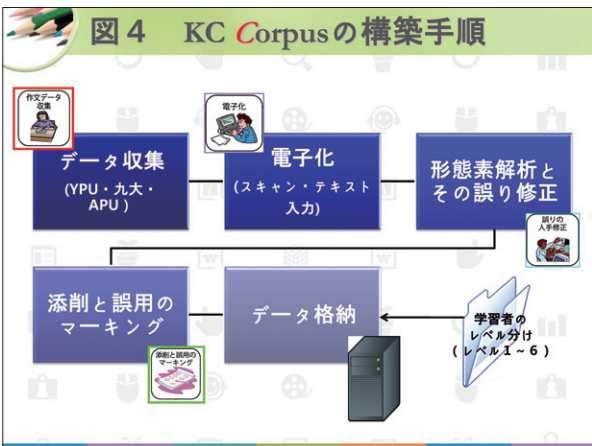 図４ KC Corpusの構築手順
作文データ
収集
データ収集
(YPU・九大・
APU )
電子化
電子化
(スキャン・テキスト
入力)
形態素解析と
その誤り修正
誤りの
人手修正
添削と誤用の
マーキング
添削と誤用の
マーキング
データ格納
学習者の
レベル分け
( レベル１～６ )